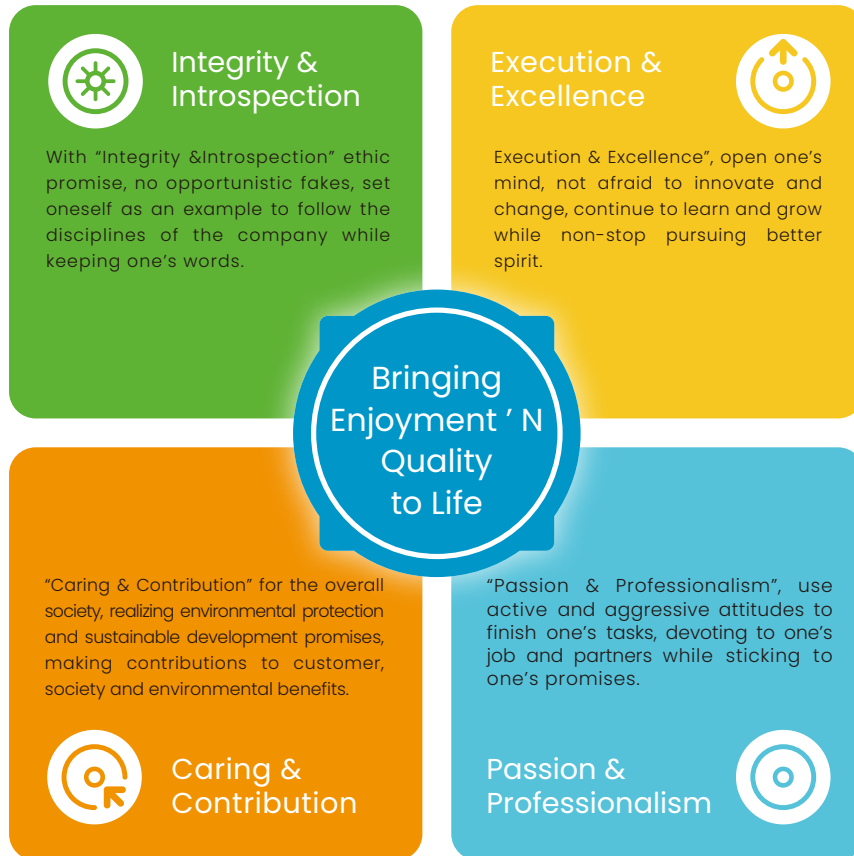 Integrity &
Introspection
With “Integrity &Introspection” ethic
promise, no opportunistic fakes, set
oneself as an example to follow the
disciplines of the company while
keeping one’s words.
Execution &
Excellence
Execution & Excellence”, open one’s
mind, not afraid to innovate and
change, continue to learn and grow
while non-stop pursuing better
spirit.
Bringing
Enjoyment ’ N
Quality
to Life
“Caring & Contribution” for the overall
society, realizing environmental protection
and sustainable development promises,
making contributions to customer,
society and environmental benefits.
Caring &
Contribution
“Passion & Professionalism”, use
active and aggressive attitudes to
finish one’s tasks, devoting to one’s
job and partners while sticking to
one’s promises.
Passion &
Professionalism